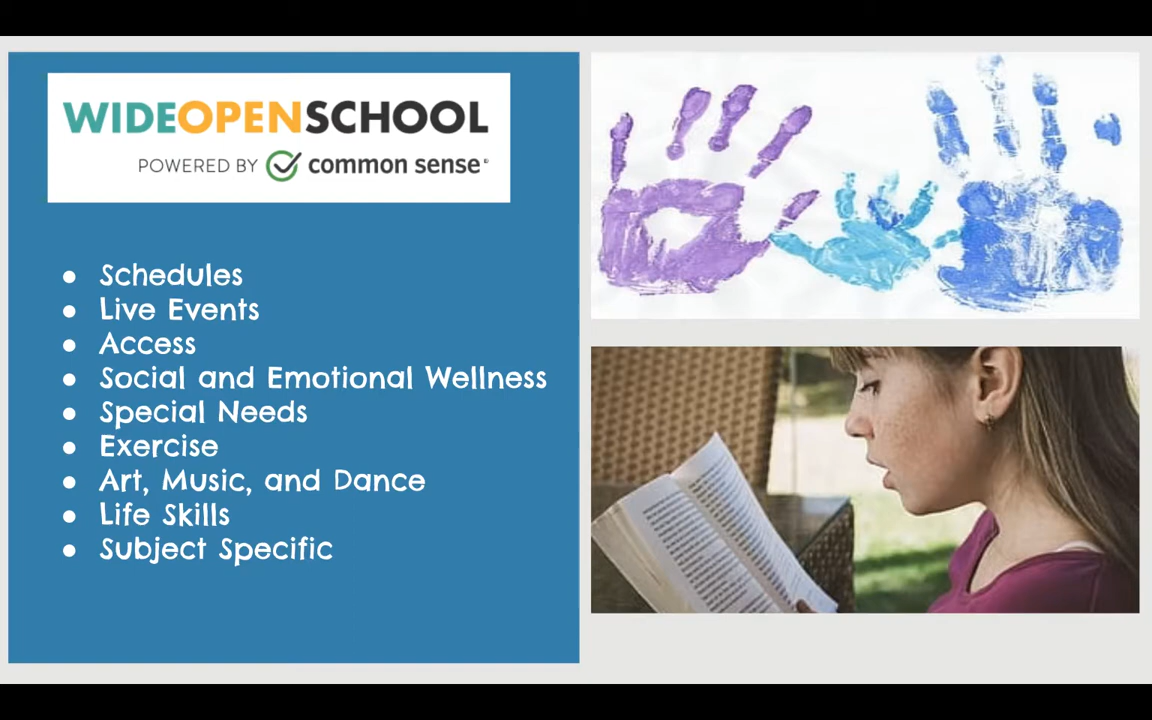 WIDEOPENSCHOOL
POWERED BY common sense®
● Schedules
● Live Events
● Access
● Social and Emotional Wellness
● Special Needs
● Exercise
● Art, Music, and Dance
● Life Skills
● Subject Specific